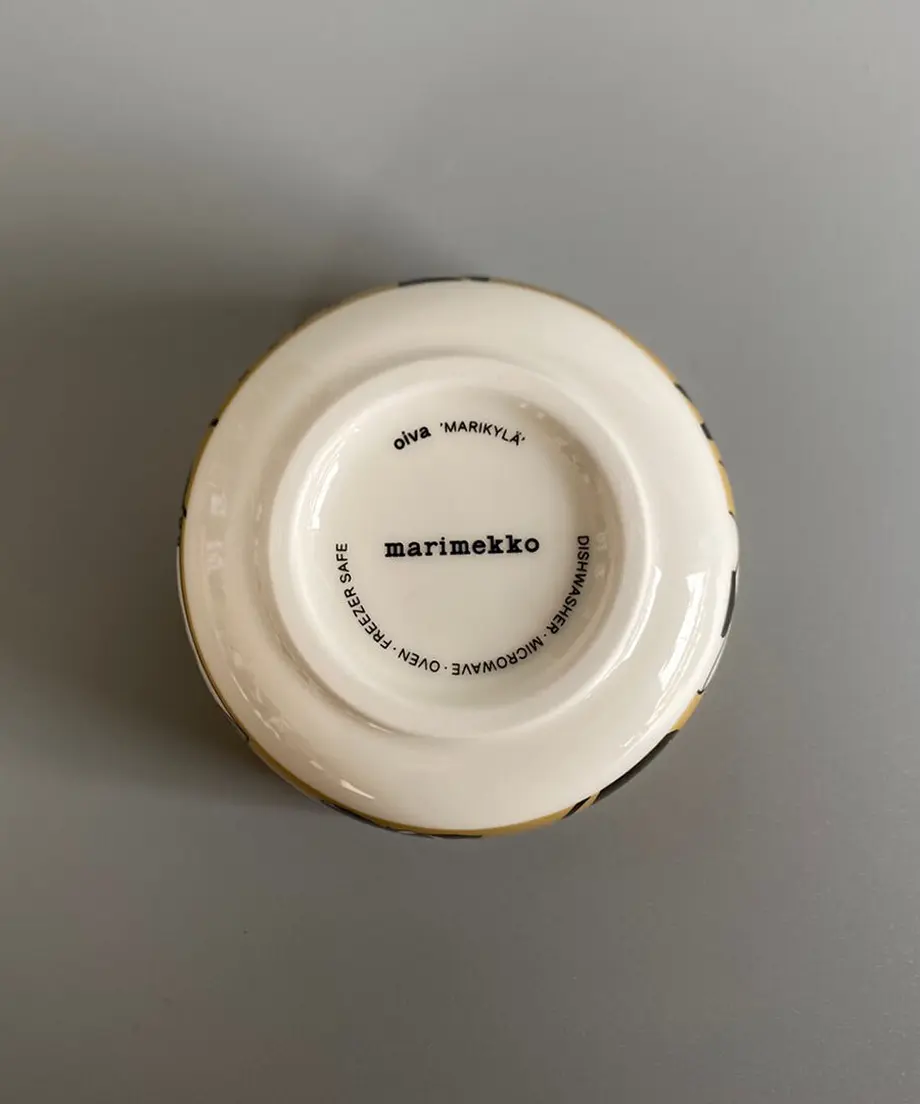 oiva 'MARIKYLÄ'
marimekko
DISHWASHER · MICROWAVE · OVEN · FREEZER SAFE